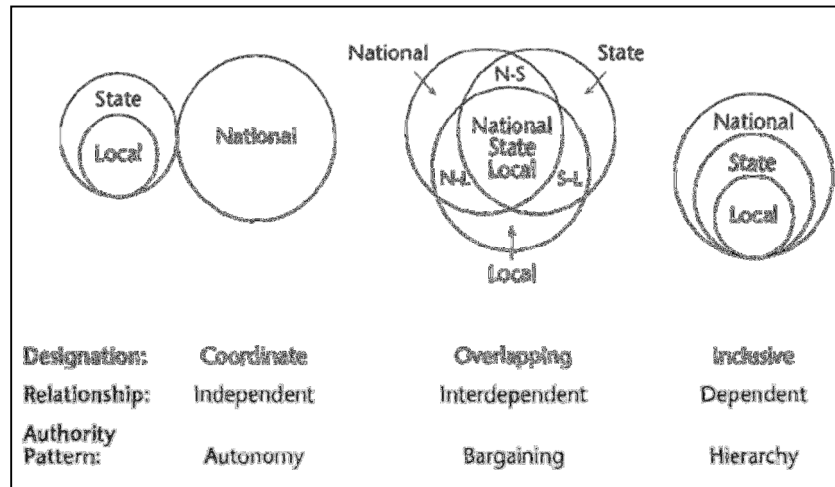 State
Local
National
National
State
N-S
National
State
Local
N-L
S-L
Local
National
State
Local
Designation: Coordinate Overlapping Inclusive
Relationship: Independent Interdependent Dependent
Authority
Pattern: Autonomy Bargaining Hierarchy